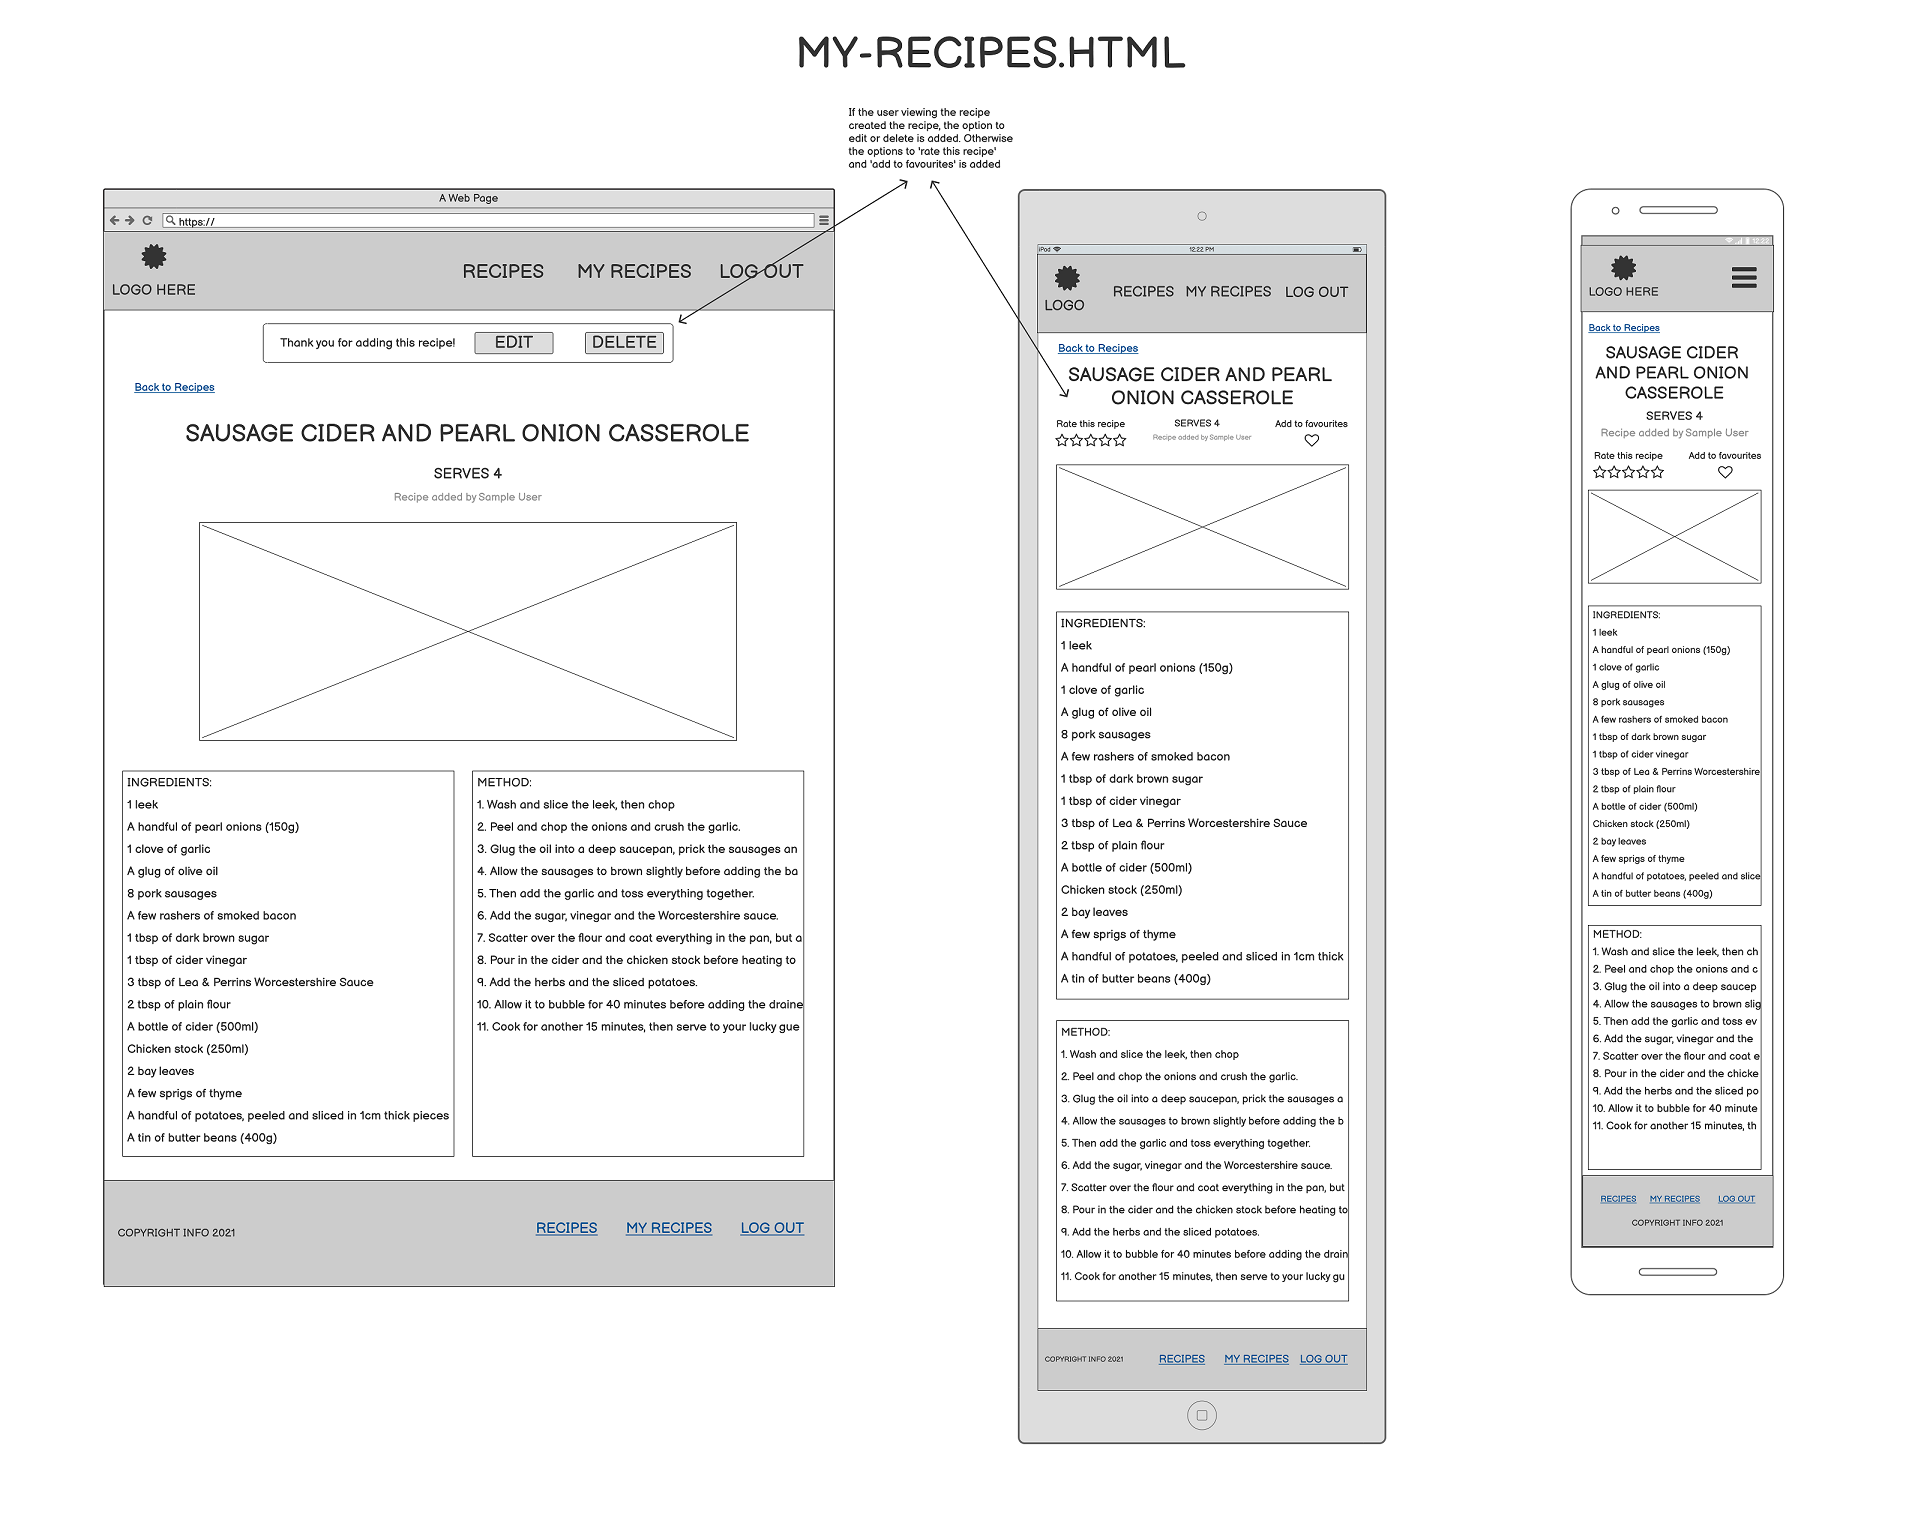 MY-RECIPES.HTML
If the user viewing the recipe
created the recipe, the option to
edit or delete is added. Otherwise
the options to 'rate this recipe'
and 'add to favourites' is added
A Web Page
https://
LOGO HERE
RECIPES MY RECIPES LOG OUT
Thank you for adding this recipe! EDIT DELETE
Back to Recipes
SAUSAGE CIDER AND PEARL ONION CASSEROLE
SERVES 4
Recipe added by Sample User
INGREDIENTS:
1 leek
A handful of pearl onions (150g)
1 clove of garlic
A glug of olive oil
8 pork sausages
A few rashers of smoked bacon
1 tbsp of dark brown sugar
1 tbsp of cider vinegar
3 tbsp of Lea & Perrins Worcestershire Sauce
2 tbsp of plain flour
A bottle of cider (500ml)
Chicken stock (250ml)
2 bay leaves
A few sprigs of thyme
A handful of potatoes, peeled and sliced in 1cm thick pieces
A tin of butter beans (400g)
METHOD:
1. Wash and slice the leek, then chop
2. Peel and chop the onions and crush the garlic.
3. Glug the oil into a deep saucepan, prick the sausages an
4. Allow the sausages to brown slightly before adding the ba
5. Then add the garlic and toss everything together.
6. Add the sugar, vinegar and the Worcestershire sauce.
7. Scatter over the flour and coat everything in the pan, but a
8. Pour in the cider and the chicken stock before heating to
9. Add the herbs and the sliced potatoes.
10. Allow it to bubble for 40 minutes before adding the draine
11. Cook for another 15 minutes, then serve to your lucky gue
COPYRIGHT INFO 2021
RECIPES MY RECIPES LOG OUT
iPod 12:22 PM
LOGO
RECIPES MY RECIPES LOG OUT
Back to Recipes
SAUSAGE CIDER AND PEARL
ONION CASSEROLE
Rate this recipe SERVES 4 Add to favourites
Recipe added by Sample User
INGREDIENTS:
1 leek
A handful of pearl onions (150g)
1 clove of garlic
A glug of olive oil
8 pork sausages
A few rashers of smoked bacon
1 tbsp of dark brown sugar
1 tbsp of cider vinegar
3 tbsp of Lea & Perrins Worcestershire Sauce
2 tbsp of plain flour
A bottle of cider (500ml)
Chicken stock (250ml)
2 bay leaves
A few sprigs of thyme
A handful of potatoes, peeled and sliced in 1cm thick
A tin of butter beans (400g)
METHOD:
1. Wash and slice the leek, then chop
2. Peel and chop the onions and crush the garlic.
3. Glug the oil into a deep saucepan, prick the sausages a
4. Allow the sausages to brown slightly before adding the b
5. Then add the garlic and toss everything together.
6. Add the sugar, vinegar and the Worcestershire sauce.
7. Scatter over the flour and coat everything in the pan, but
8. Pour in the cider and the chicken stock before heating to
9. Add the herbs and the sliced potatoes.
10. Allow it to bubble for 40 minutes before adding the drain
11. Cook for another 15 minutes, then serve to your lucky gu
COPYRIGHT INFO 2021 RECIPES MY RECIPES LOG OUT
12:22
LOGO HERE
Back to Recipes
SAUSAGE CIDER
AND PEARL ONION
CASSEROLE
SERVES 4
Recipe added by Sample User
Rate this recipe Add to favourites
INGREDIENTS:
1 leek
A handful of pearl onions (150g)
1 clove of garlic
A glug of olive oil
8 pork sausages
A few rashers of smoked bacon
1 tbsp of dark brown sugar
1 tbsp of cider vinegar
3 tbsp of Lea & Perrins Worcestershire
2 tbsp of plain flour
A bottle of cider (500ml)
Chicken stock (250ml)
2 bay leaves
A few sprigs of thyme
A handful of potatoes, peeled and slice
A tin of butter beans (400g)
METHOD:
1. Wash and slice the leek, then ch
2. Peel and chop the onions and c
3. Glug the oil into a deep saucep
4. Allow the sausages to brown slig
5. Then add the garlic and toss ev
6. Add the sugar, vinegar and the
7. Scatter over the flour and coat e
8. Pour in the cider and the chicke
9. Add the herbs and the sliced po
10. Allow it to bubble for 40 minute
11. Cook for another 15 minutes, th
RECIPES MY RECIPES LOG OUT
COPYRIGHT INFO 2021